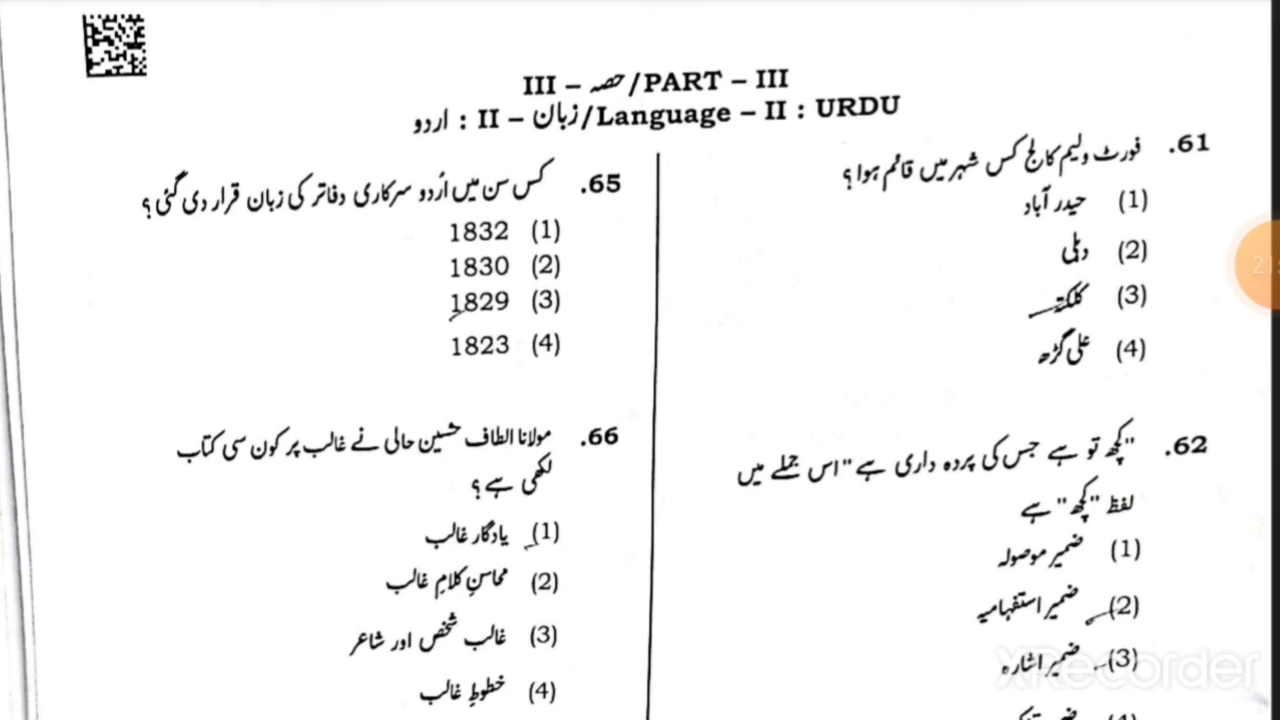 حصہ – III/PART – III
زبان – II : اردو/Language – II : URDU
61. فورٹ ولیم کالج کس شہر میں قائم ہوا؟
(1) حیدر آباد
(2) دہلی
(3) کلکتہ
(4) علی گڑھ
62. "کچھ تو ہے جس کی پردہ داری ہے" اس جملے میں
لفظ "کچھ" ہے
(1) ضمیر موصولہ
(2) ضمیر استفہامیہ
(3) ضمیر اشارہ
65. کس سن میں اُردو سرکاری دفاتر کی زبان قرار دی گئی؟
(1) 1832
(2) 1830
(3) 1829
(4) 1823
66. مولانا الطاف حسین حالی نے غالب پر کون سی کتاب
لکھی ہے؟
(1) یادگار غالب
(2) محاسنِ کلامِ غالب
(3) غالب شخص اور شاعر
(4) خطوطِ غالب
XRecorder